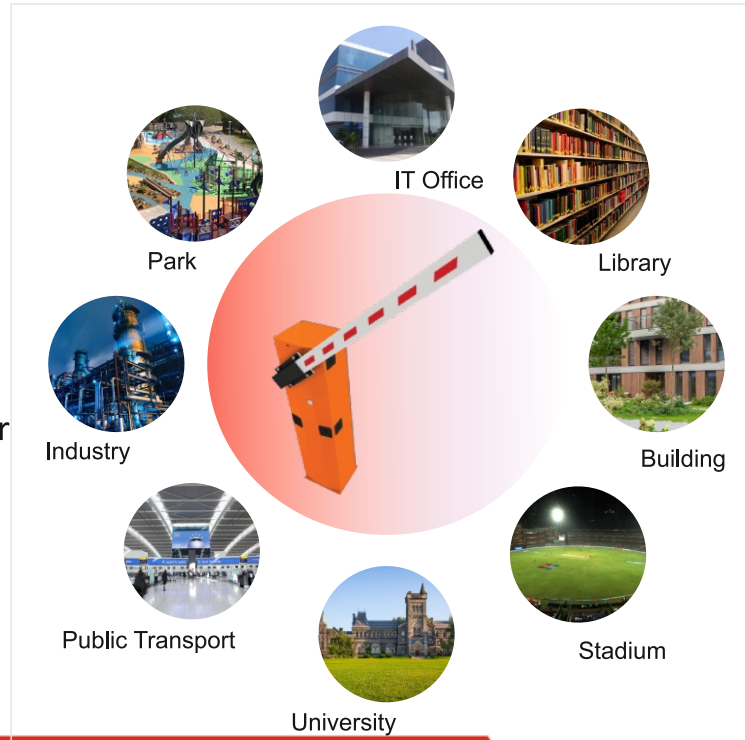 IT Office
Park
Library
r
Industry
Building
Public Transport
Stadium
University